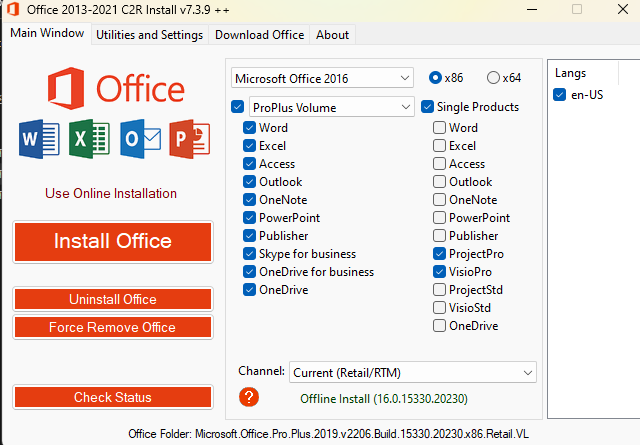 Office 2013-2021 C2R Install v7.3.9 ++
Main Window Utilities and Settings Download Office About
Office
W X O P
Use Online Installation
Install Office
Uninstall Office
Force Remove Office
Check Status
Microsoft Office 2016 x86 x64
ProPlus Volume Single Products
Word Word
Excel Excel
Access Access
Outlook Outlook
OneNote OneNote
PowerPoint PowerPoint
Publisher Publisher
Skype for business ProjectPro
OneDrive for business VisioPro
OneDrive ProjectStd
VisioStd
OneDrive
Channel: Current (Retail/RTM)
? Offline Install (16.0.15330.20230)
Langs
en-US
Office Folder: Microsoft.Office.Pro.Plus.2019.v2206.Build.15330.20230.x86.Retail.VL